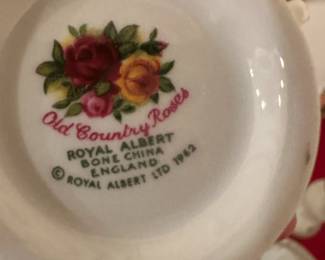 Old Country Roses
ROYAL ALBERT
BONE CHINA
ENGLAND
© ROYAL ALBERT LTD 1962